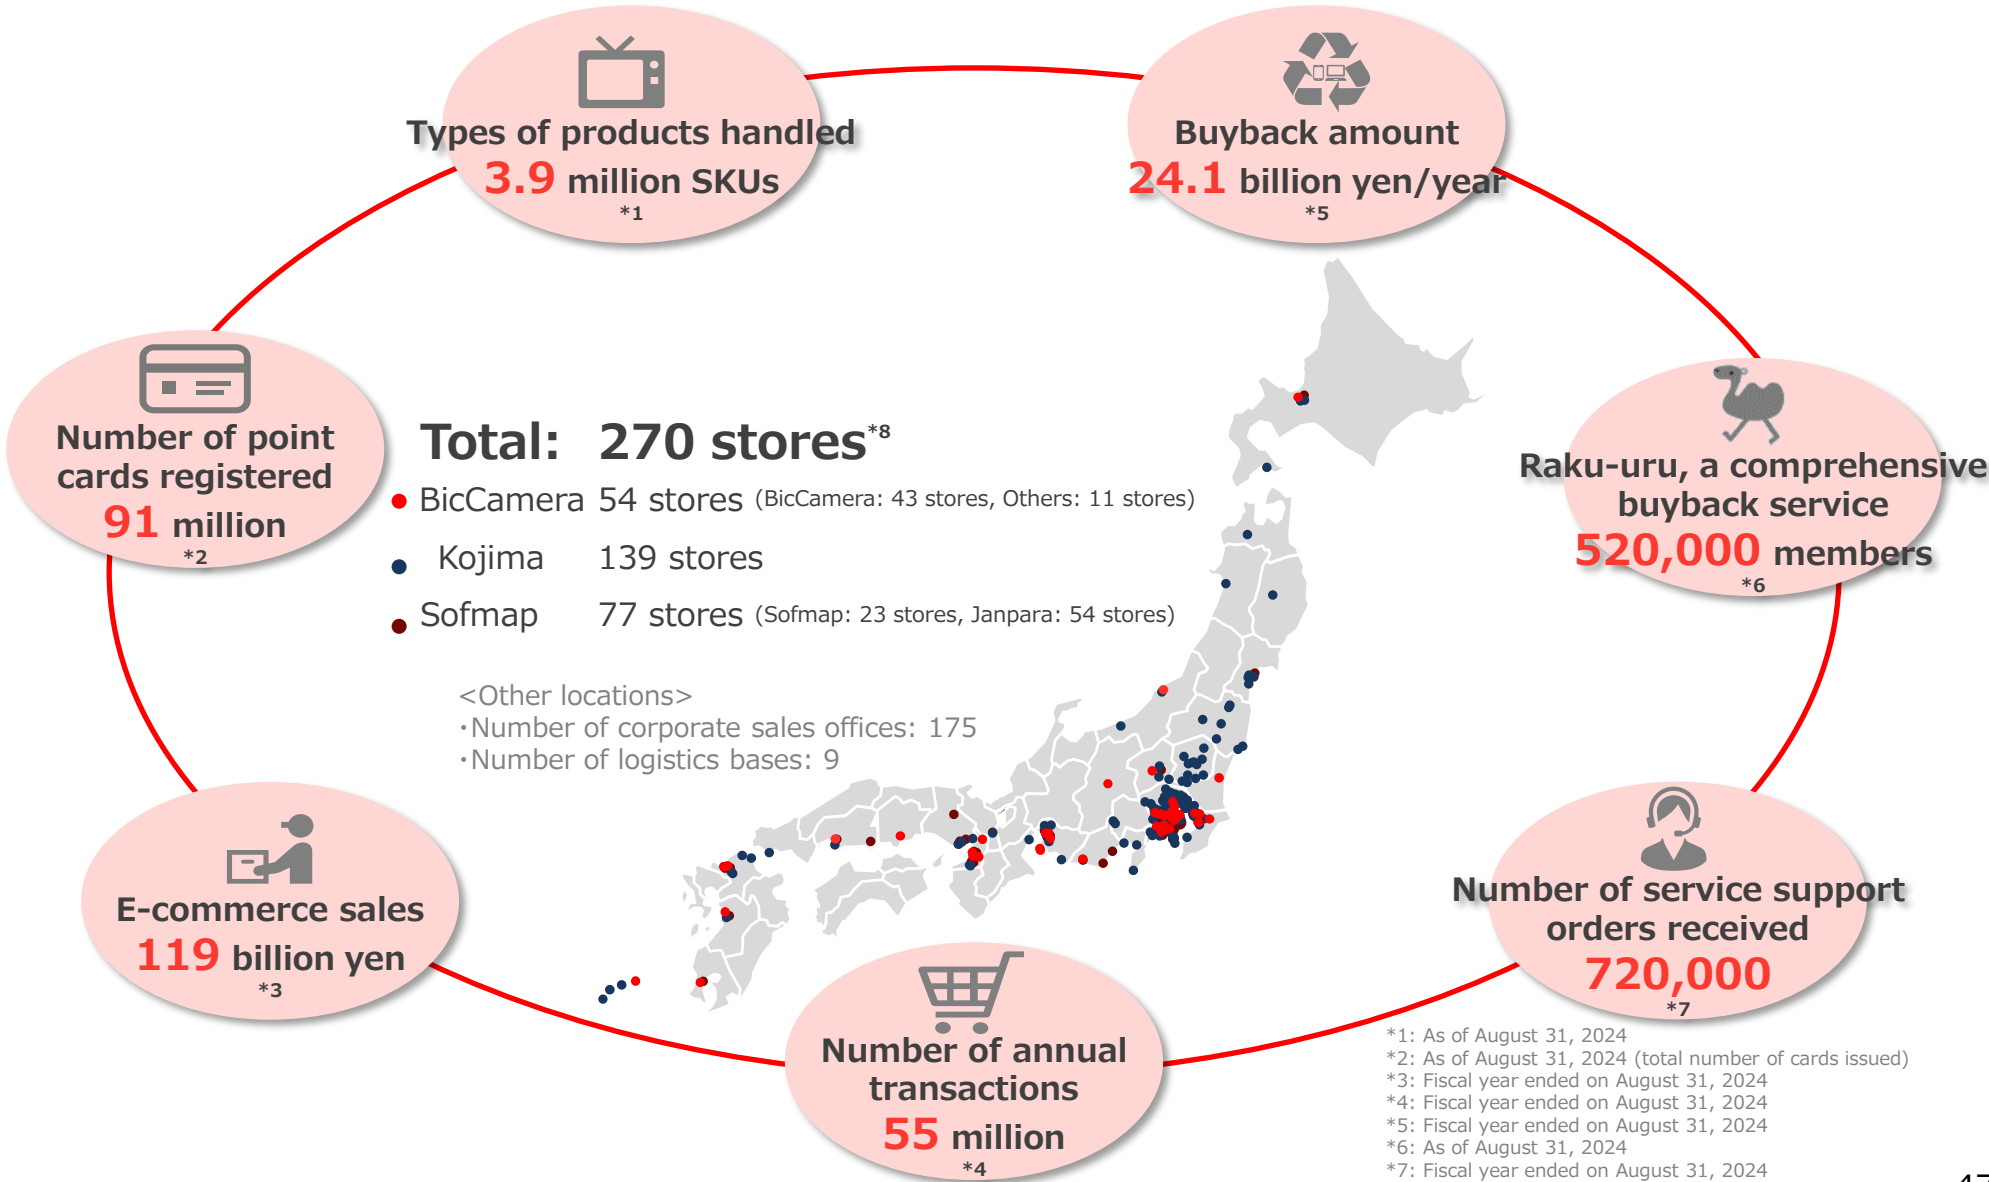 Types of products handled
3.9 million SKUs
*1
Buyback amount
24.1 billion yen/year
*5
Number of point
cards registered
91 million
*2
Total: 270 stores*8
BicCamera 54 stores (BicCamera: 43 stores, Others: 11 stores)
Kojima 139 stores
Sofmap 77 stores (Sofmap: 23 stores, Janpara: 54 stores)
<Other locations>
・Number of corporate sales offices: 175
・Number of logistics bases: 9
Raku-uru, a comprehensive
buyback service
520,000 members
*6
E-commerce sales
119 billion yen
*3
Number of annual
transactions
55 million
*4
Number of service support
orders received
720,000
*7
*1: As of August 31, 2024
*2: As of August 31, 2024 (total number of cards issued)
*3: Fiscal year ended on August 31, 2024
*4: Fiscal year ended on August 31, 2024
*5: Fiscal year ended on August 31, 2024
*6: As of August 31, 2024
*7: Fiscal year ended on August 31, 2024